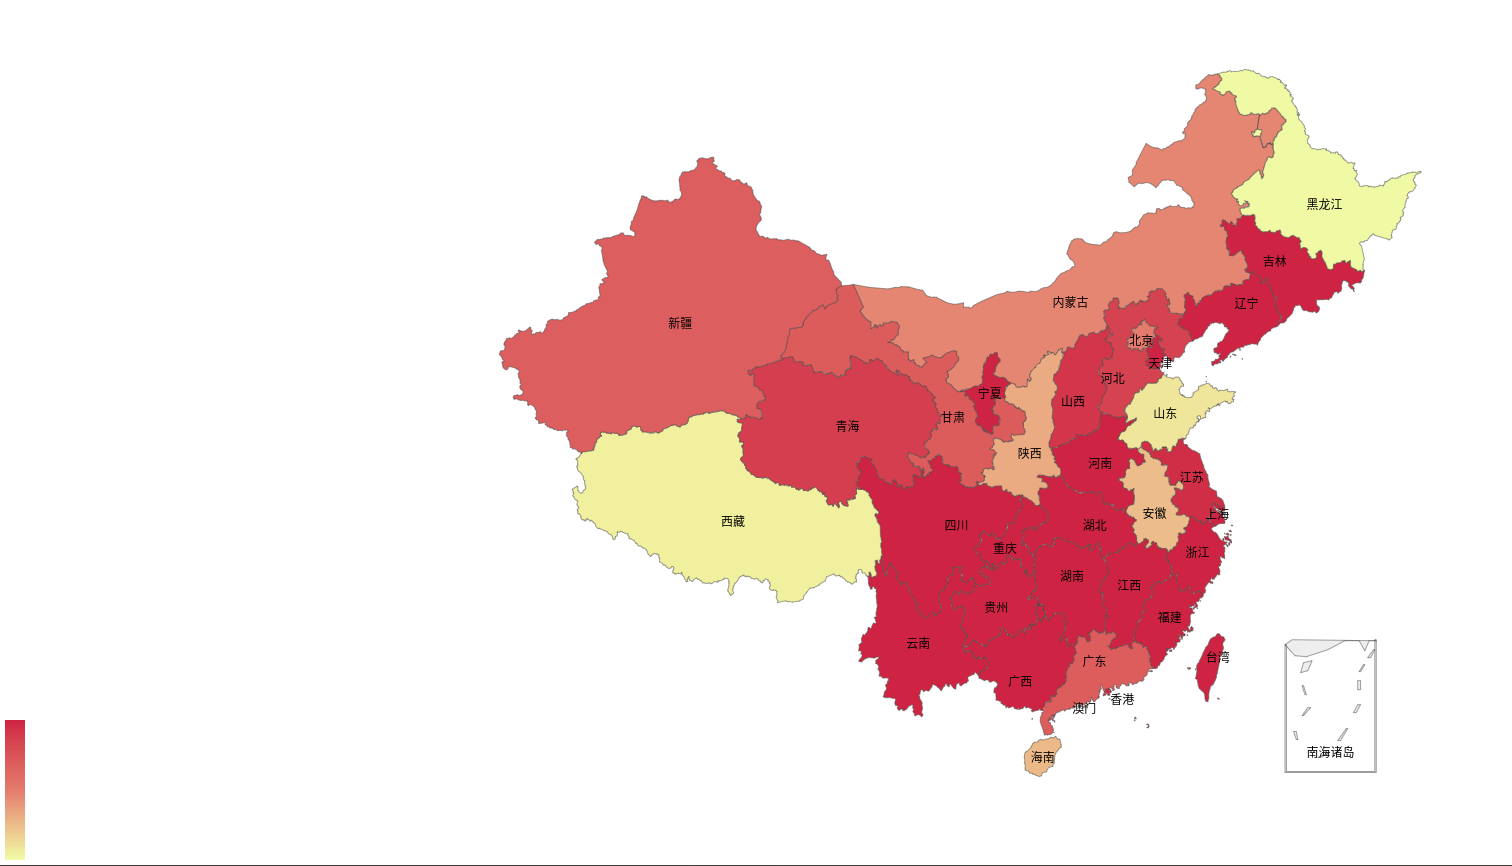 黑龙江
吉林
内蒙古
辽宁
新疆
北京
天津
河北
宁夏
山西
山东
甘肃
青海
陕西
河南
江苏
安徽
上海
西藏
四川
湖北
重庆
浙江
湖南
江西
贵州
福建
云南
台湾
广东
广西
香港
澳门
南海诸岛
海南